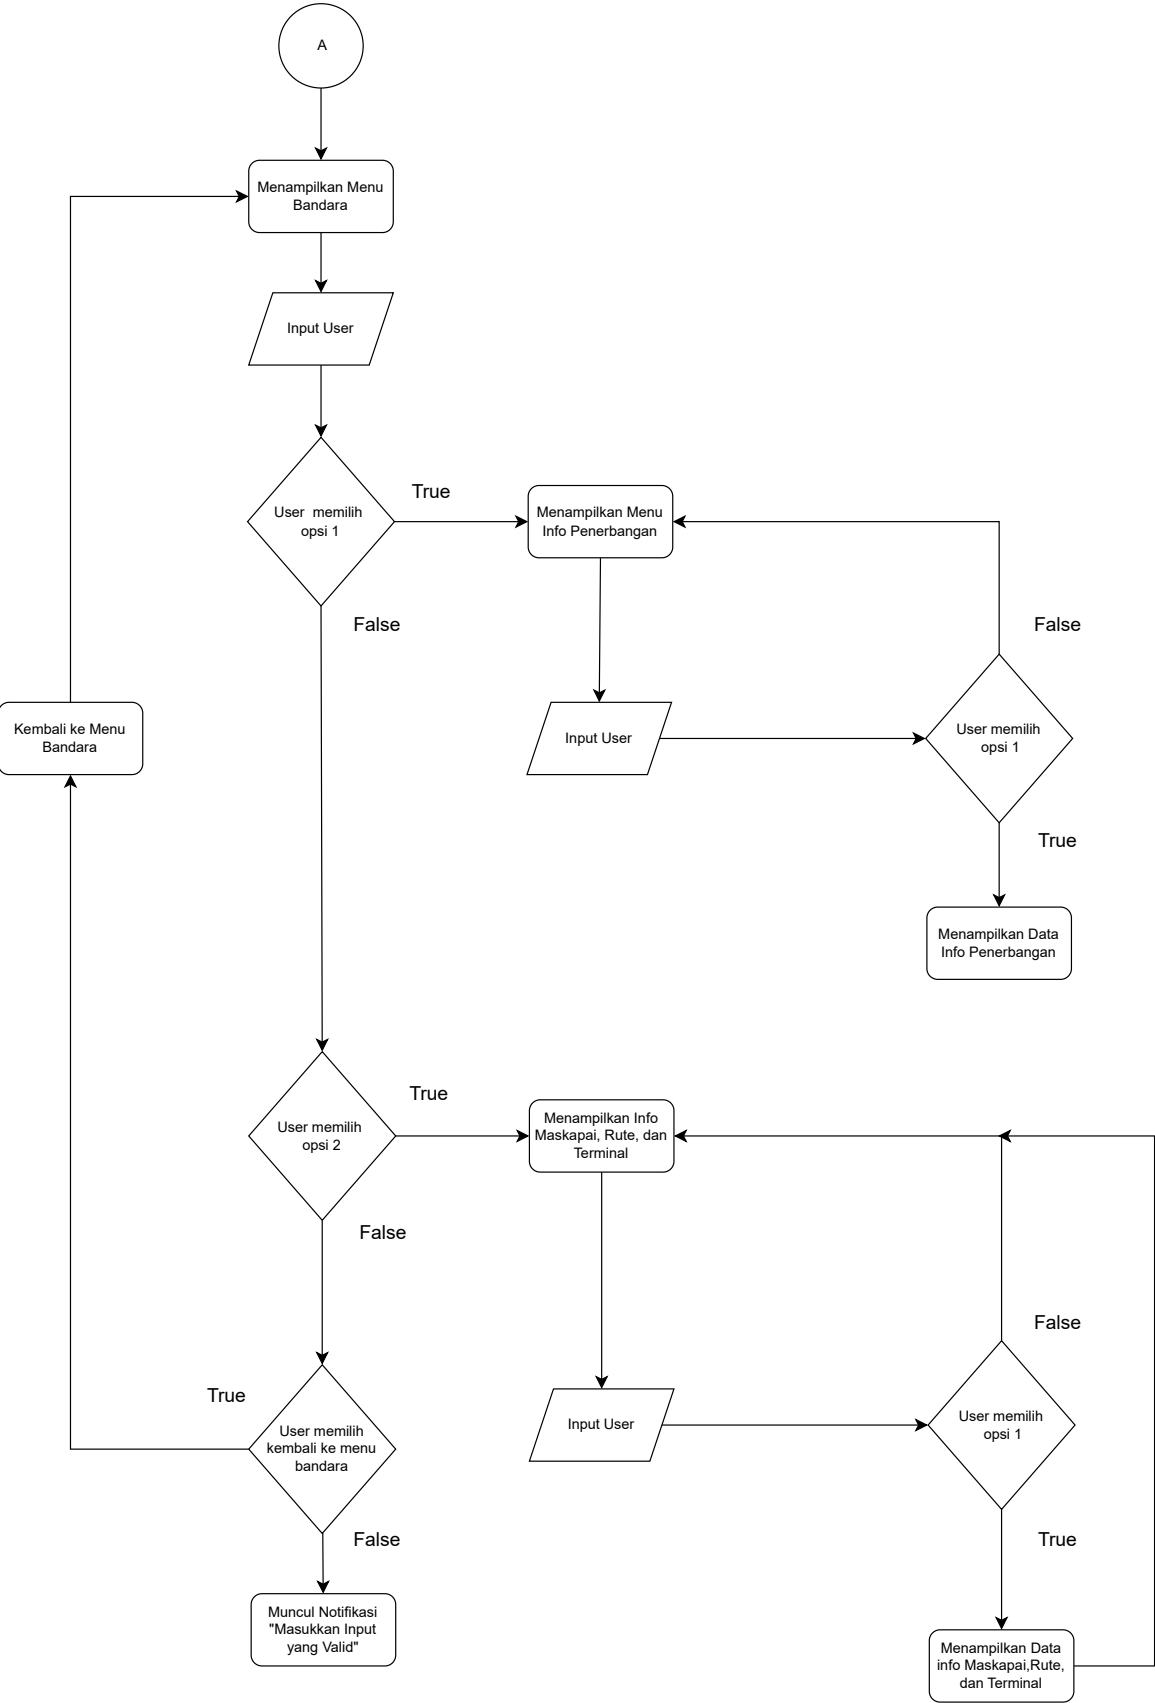 A
Menampilkan Menu
Bandara
Input User
User  memilih
opsi 1
True
Menampilkan Menu
Info Penerbangan
False
False
Kembali ke Menu
Bandara
Input User
User memilih
opsi 1
True
Menampilkan Data
Info Penerbangan
User memilih
opsi 2
True
Menampilkan Info
Maskapai, Rute, dan
Terminal
False
False
True
User memilih
kembali ke menu
bandara
Input User
User memilih
opsi 1
False
True
Muncul Notifikasi
"Masukkan Input
yang Valid"
Menampilkan Data
info Maskapai,Rute,
dan Terminal